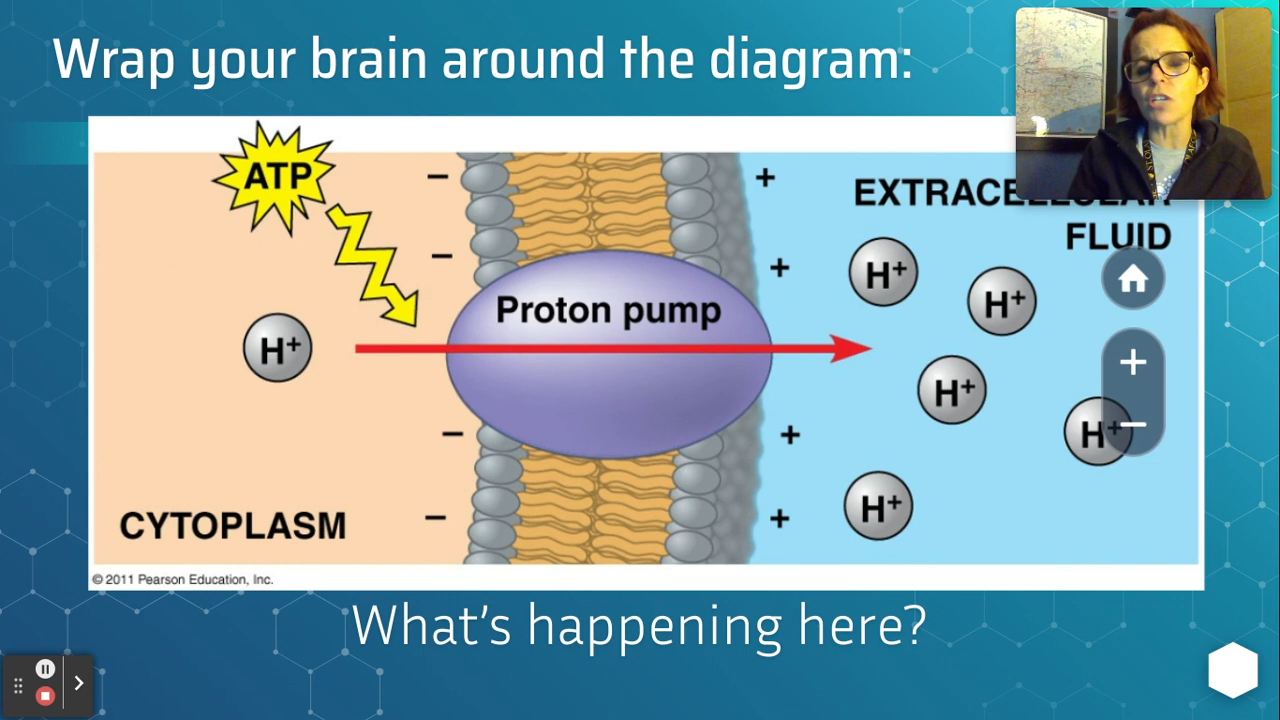 Wrap your brain around the diagram:
ATP
− +
EXTRACELLULAR
FLUID
− +
H⁺ H⁺
Proton pump
H⁺
H⁺
− +
H⁺
H⁺
CYTOPLASM − +
© 2011 Pearson Education, Inc.
What's happening here?